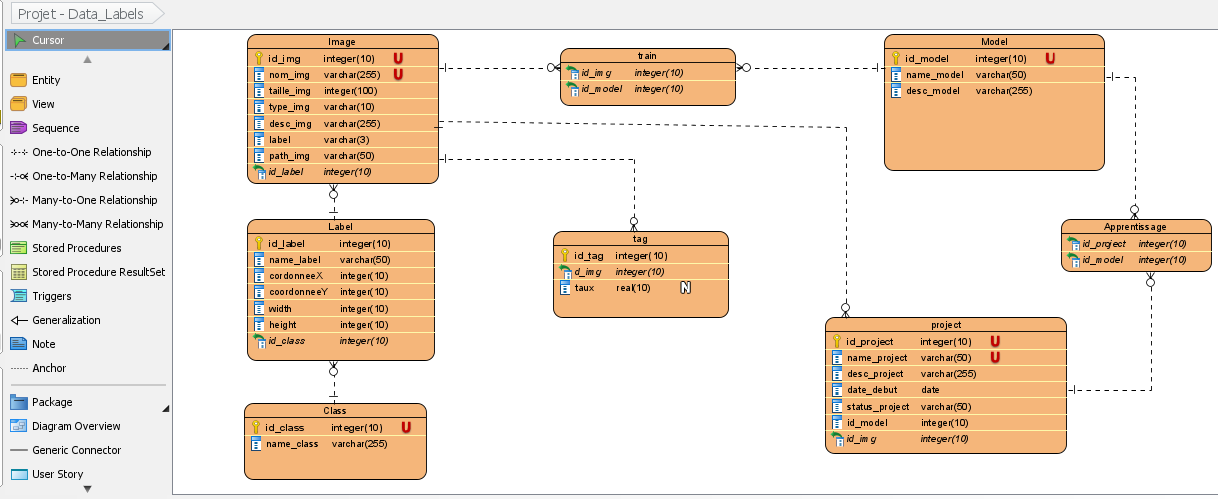 Projet - Data_Labels
Cursor
Entity
View
Sequence
One-to-One Relationship
One-to-Many Relationship
Many-to-One Relationship
Many-to-Many Relationship
Stored Procedures
Stored Procedure ResultSet
Triggers
Generalization
Note
Anchor
Package
Diagram Overview
Generic Connector
User Story
Image
id_img integer(10) U
nom_img varchar(255) U
taille_img integer(100)
type_img varchar(10)
desc_img varchar(255)
label varchar(3)
path_img varchar(50)
id_label integer(10)
train
id_img integer(10)
id_model integer(10)
Model
id_model integer(10) U
name_model varchar(50)
desc_model varchar(255)
Label
id_label integer(10)
name_label varchar(50)
cordonneeX integer(10)
coordonneeY integer(10)
width integer(10)
height integer(10)
id_class integer(10)
tag
id_tag integer(10)
d_img integer(10)
taux real(10) N
Apprentissage
id_project integer(10)
id_model integer(10)
project
id_project integer(10) U
name_project varchar(50) U
desc_project varchar(255)
date_debut date
status_project varchar(50)
id_model integer(10)
id_img integer(10)
Class
id_class integer(10) U
name_class varchar(255)